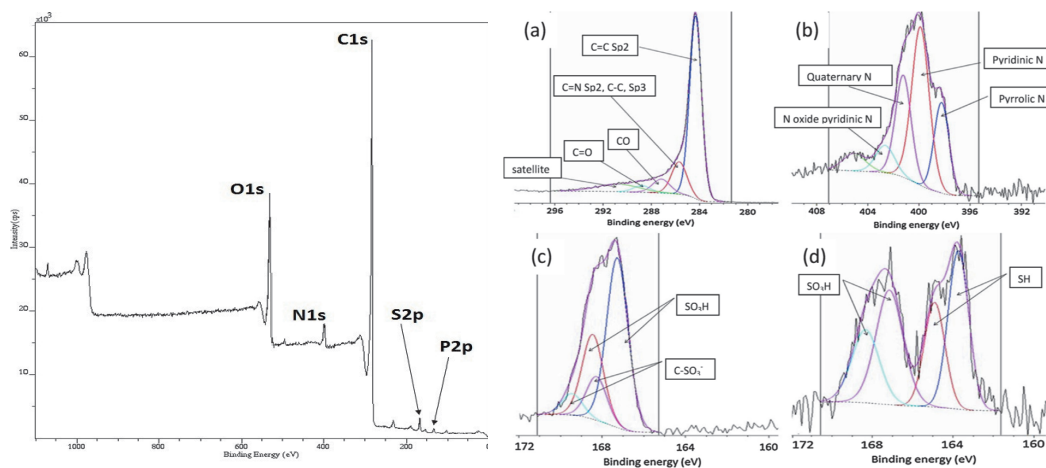 x10³
60
50
40
30
20
10
Intensity (cps)
C1s
O1s
N1s
S2p
P2p
1000
800
600
400
200
0
Binding Energy (eV)
(a)
C=C Sp2
C=N Sp2, C-C, Sp3
CO
C=O
satellite
296
292
288
284
280
Binding energy (eV)
(b)
Pyridinic N
Quaternary N
Pyrrolic N
N oxide pyridinic N
408
404
400
396
392
Binding energy (eV)
(c)
SO₃H
C-SO₃⁻
172
168
164
160
Binding energy (eV)
(d)
SO₃H
SH
172
168
164
160
Binding energy (eV)